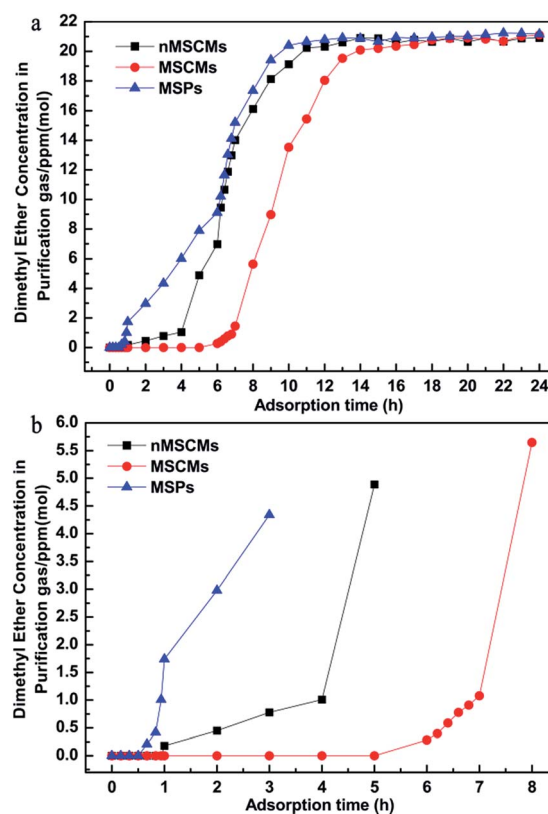 a
22
20
18
16
14
12
10
8
6
4
2
0
nMSCMs
MSCMs
MSPs
Dimethyl Ether Concentration in
Purification gas/ppm(mol)
0 2 4 6 8 10 12 14 16 18 20 22 24
Adsorption time (h)
b
6.0
5.5
5.0
4.5
4.0
3.5
3.0
2.5
2.0
1.5
1.0
0.5
0.0
nMSCMs
MSCMs
MSPs
Dimethyl Ether Concentration in
Purification gas/ppm(mol)
0 1 2 3 4 5 6 7 8
Adsorption time (h)